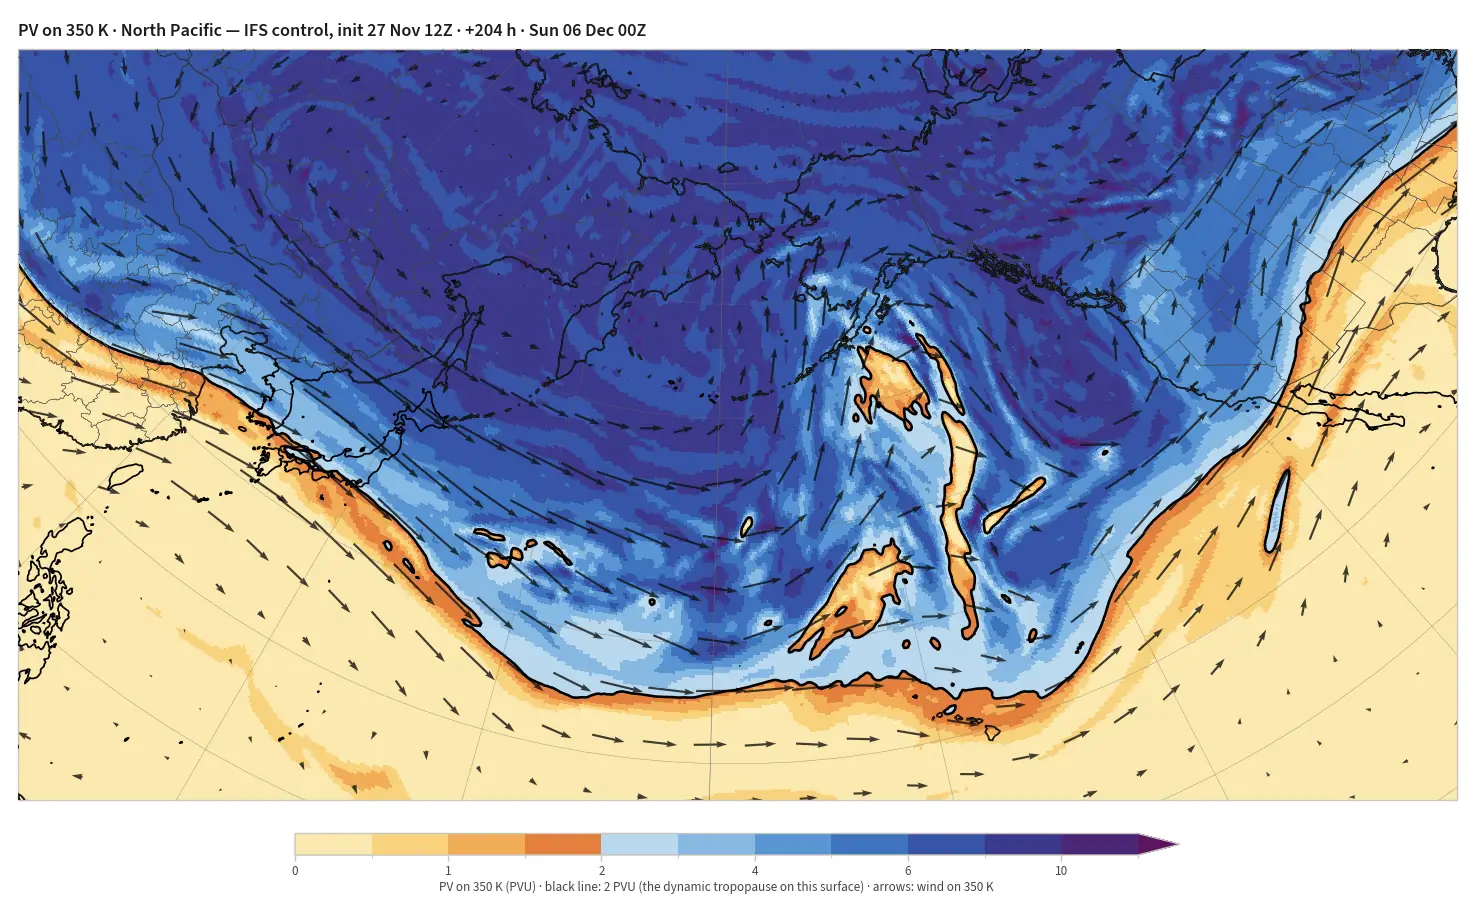 PV on 350 K · North Pacific — IFS control, init 27 Nov 12Z · +204 h · Sun 06 Dec 00Z
0 1 2 4 6 10
PV on 350 K (PVU) · black line: 2 PVU (the dynamic tropopause on this surface) · arrows: wind on 350 K